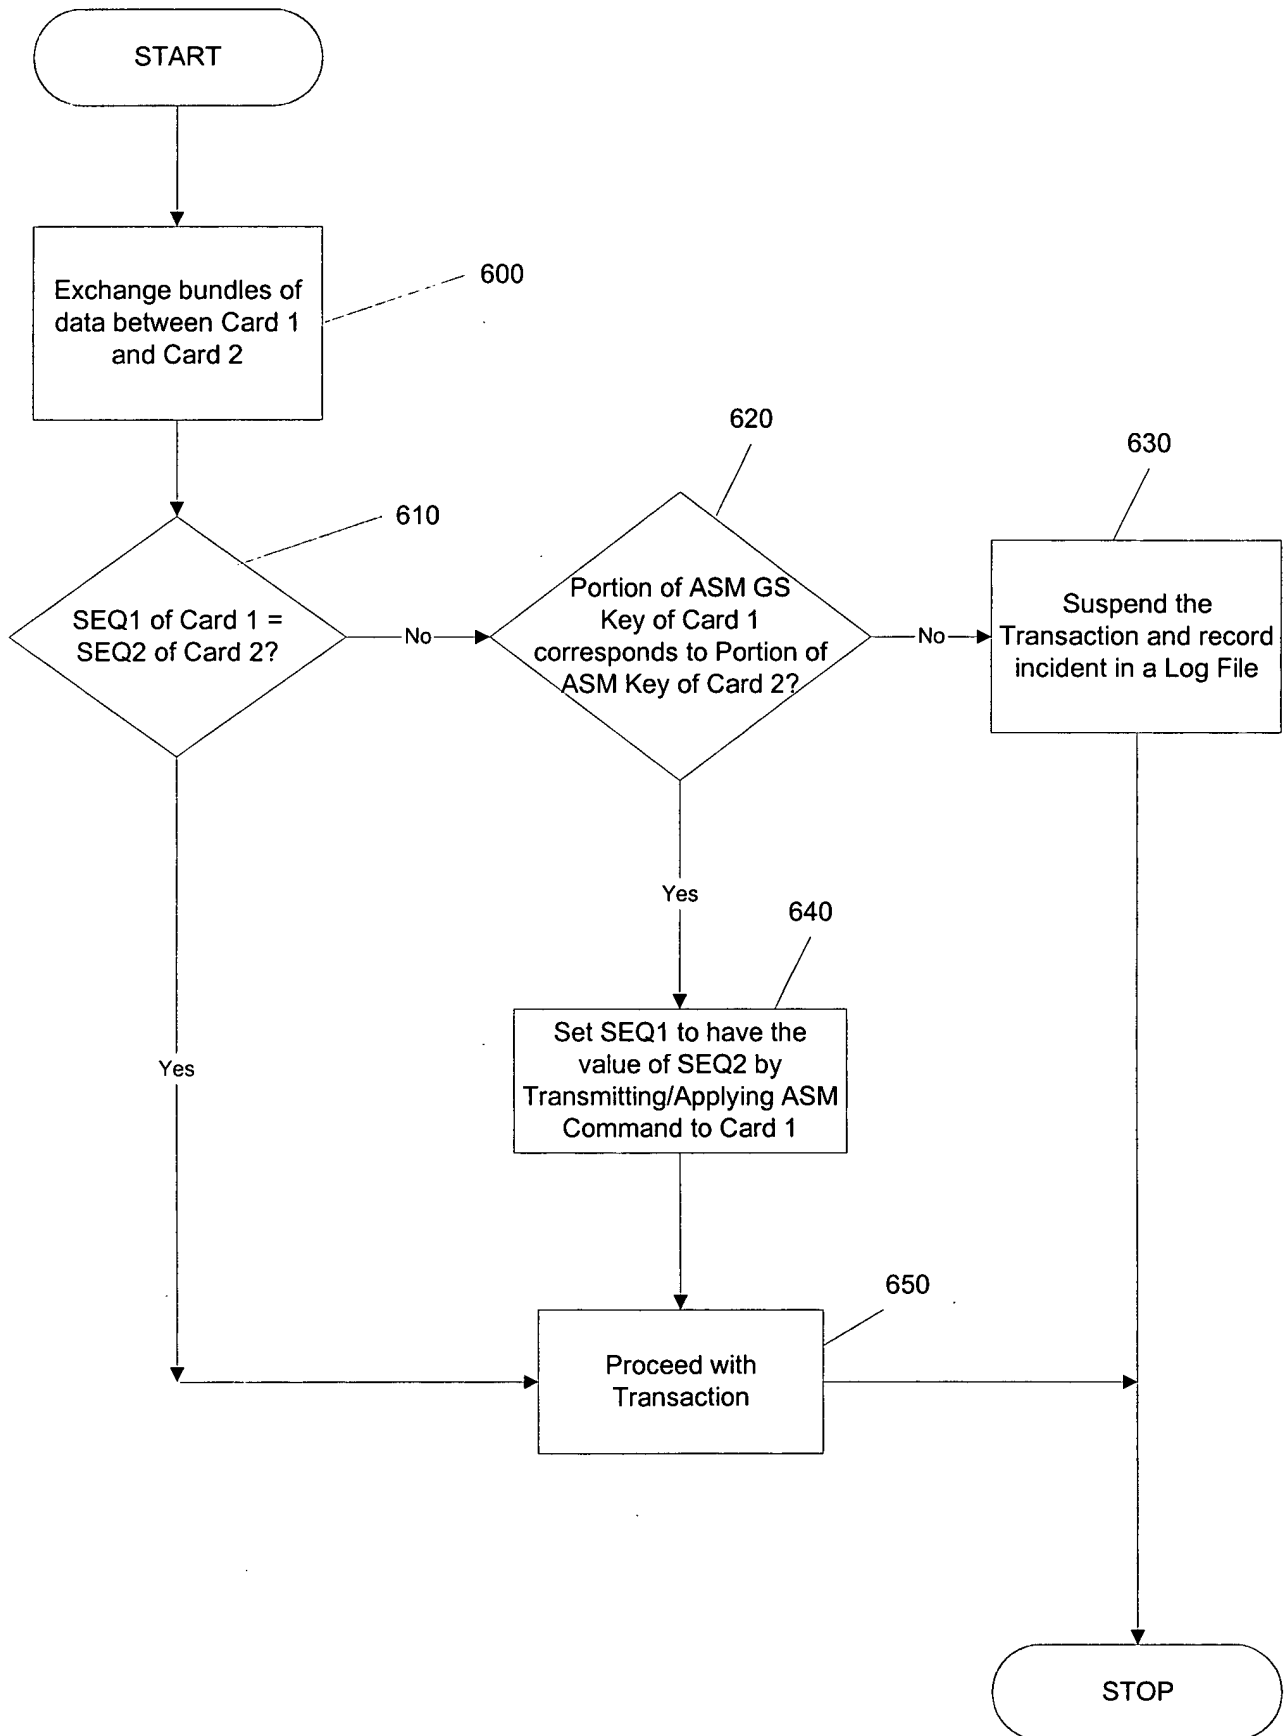 START
Exchange bundles of
data between Card 1
and Card 2
600
610
SEQ1 of Card 1 =
SEQ2 of Card 2?
No
620
Portion of ASM GS
Key of Card 1
corresponds to Portion of
ASM Key of Card 2?
No
630
Suspend the
Transaction and record
incident in a Log File
Yes
640
Set SEQ1 to have the
value of SEQ2 by
Transmitting/Applying ASM
Command to Card 1
Yes
650
Proceed with
Transaction
STOP